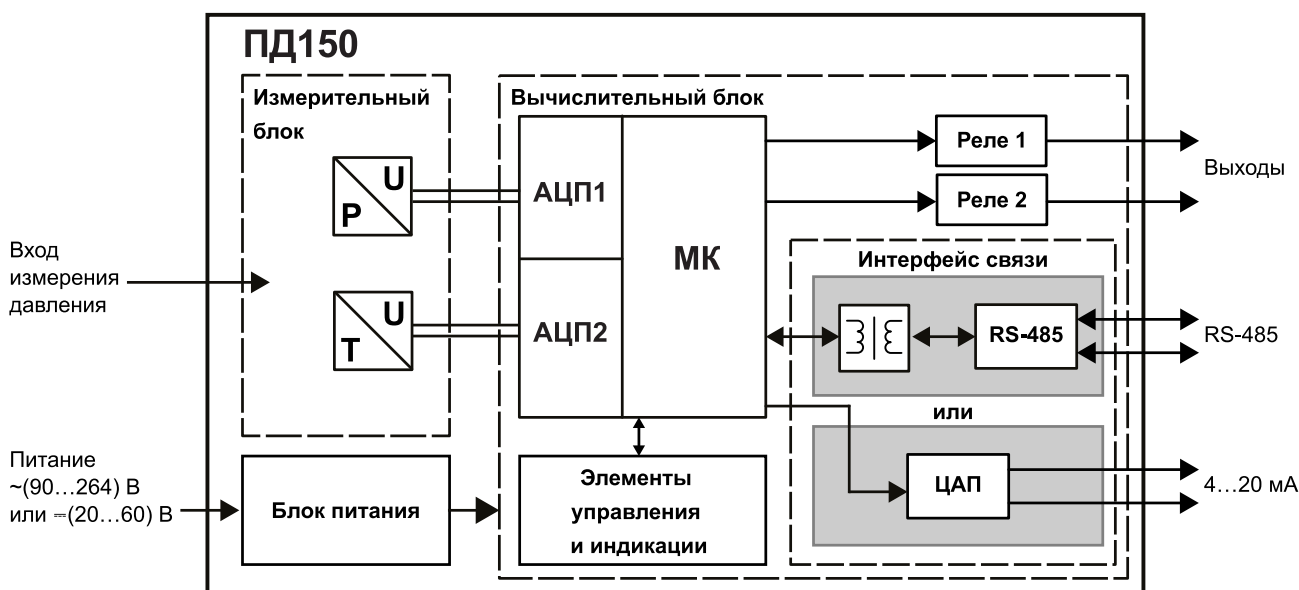 ПД150
Измерительный
блок
U
P
U
T
Вычислительный блок
АЦП1
АЦП2
МК
Реле 1
Реле 2
Выходы
Интерфейс связи
RS-485
RS-485
или
ЦАП
4...20 мА
Вход
измерения
давления
Питание
~(90...264) В
или ⎓(20...60) В
Блок питания
Элементы
управления
и индикации